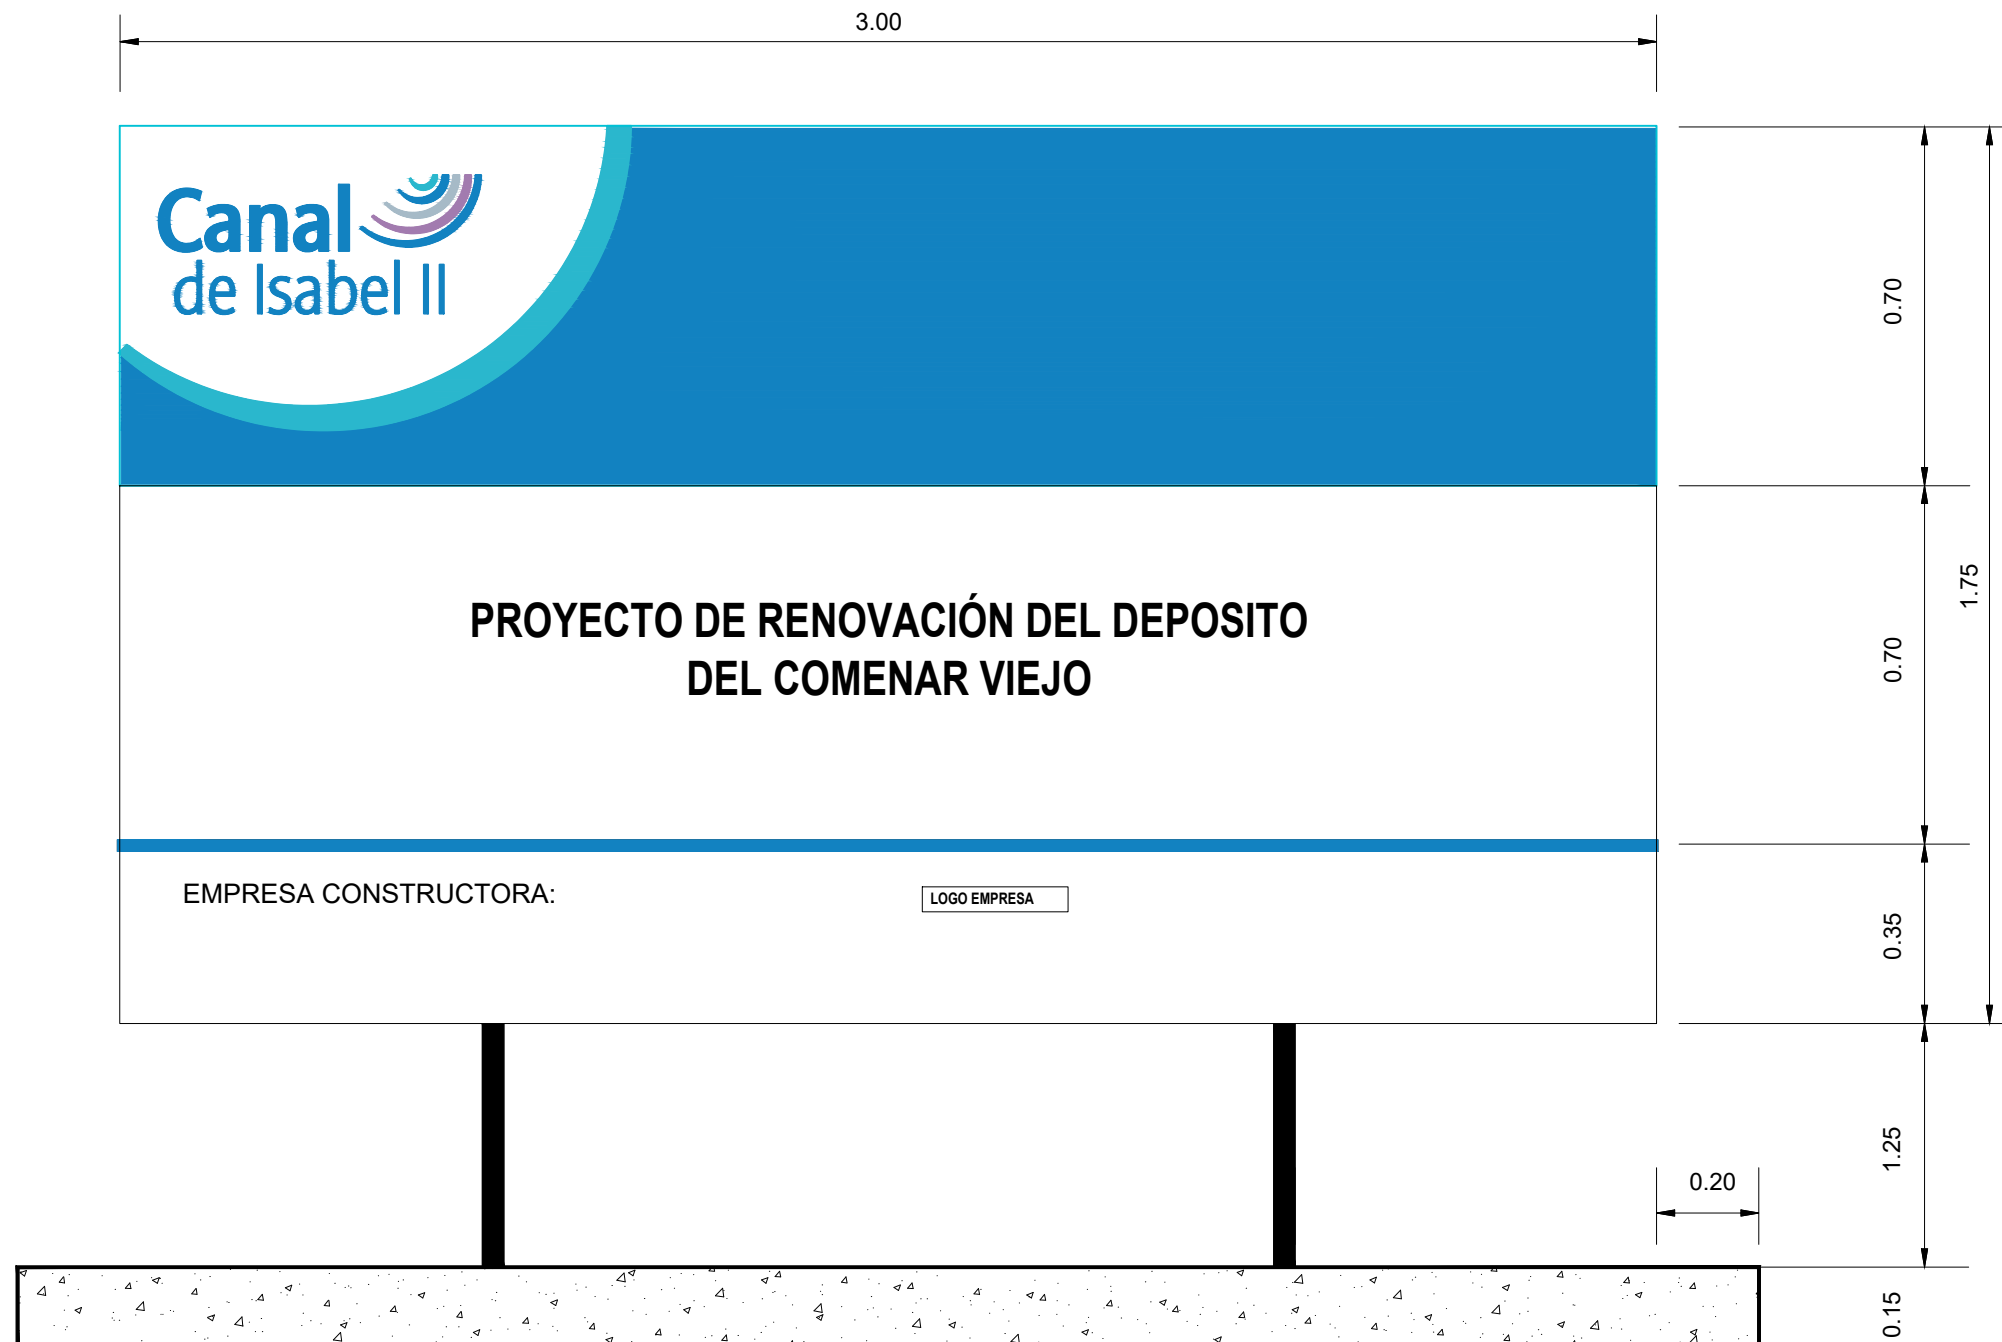 3.00
Canal
de Isabel II
0.70
PROYECTO DE RENOVACIÓN DEL DEPOSITO
DEL COMENAR VIEJO
1.75
0.70
EMPRESA CONSTRUCTORA:
LOGO EMPRESA
0.35
1.25
0.20
0.15